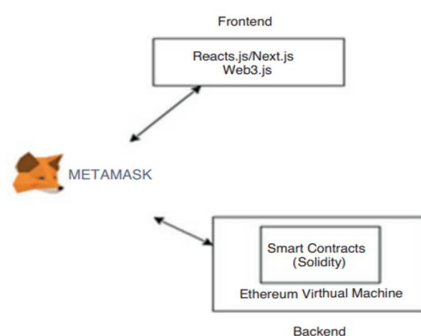 Frontend
Reacts.js/Next.js
Web3.js
METAMASK
Smart Contracts
(Solidity)
Ethereum Virthual Machine
Backend